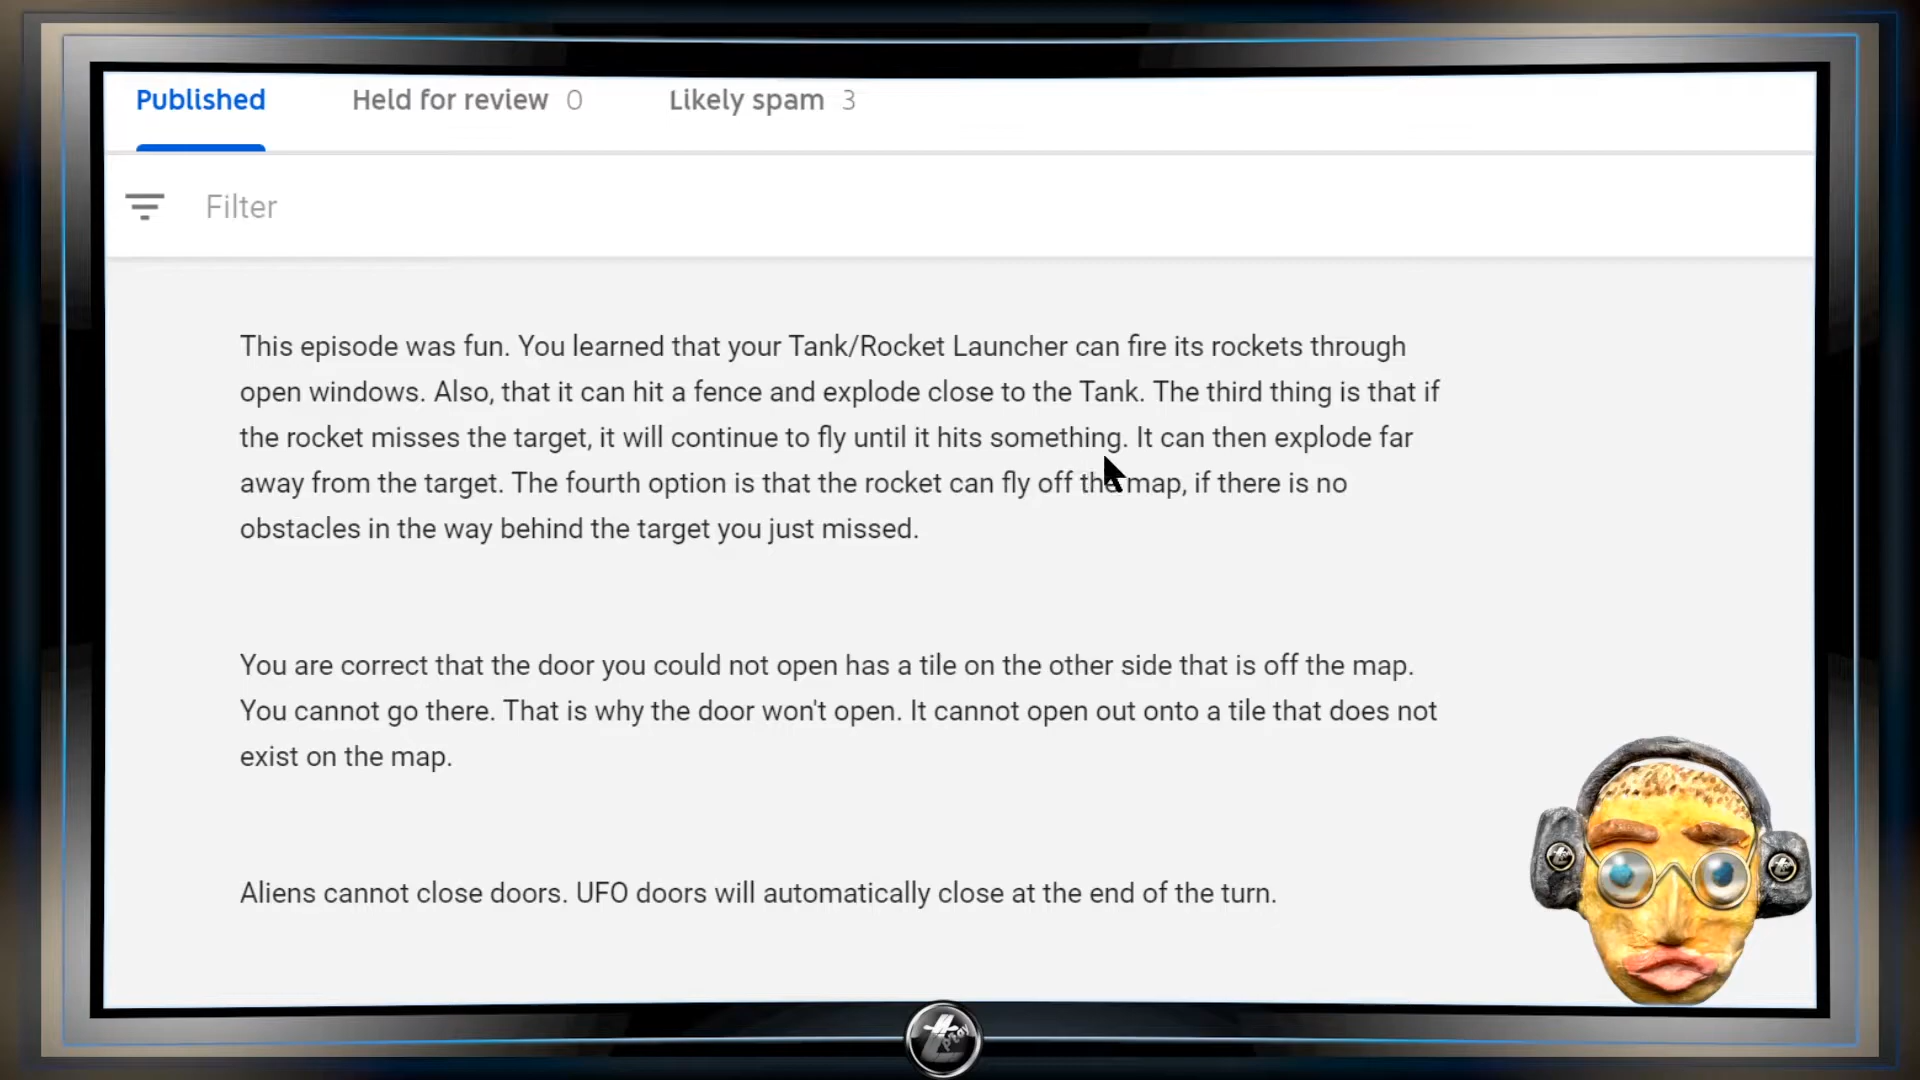 Published Held for review 0 Likely spam 3
Filter
This episode was fun. You learned that your Tank/Rocket Launcher can fire its rockets through
open windows. Also, that it can hit a fence and explode close to the Tank. The third thing is that if
the rocket misses the target, it will continue to fly until it hits something. It can then explode far
away from the target. The fourth option is that the rocket can fly off the map, if there is no
obstacles in the way behind the target you just missed.
You are correct that the door you could not open has a tile on the other side that is off the map.
You cannot go there. That is why the door won't open. It cannot open out onto a tile that does not
exist on the map.
Aliens cannot close doors. UFO doors will automatically close at the end of the turn.